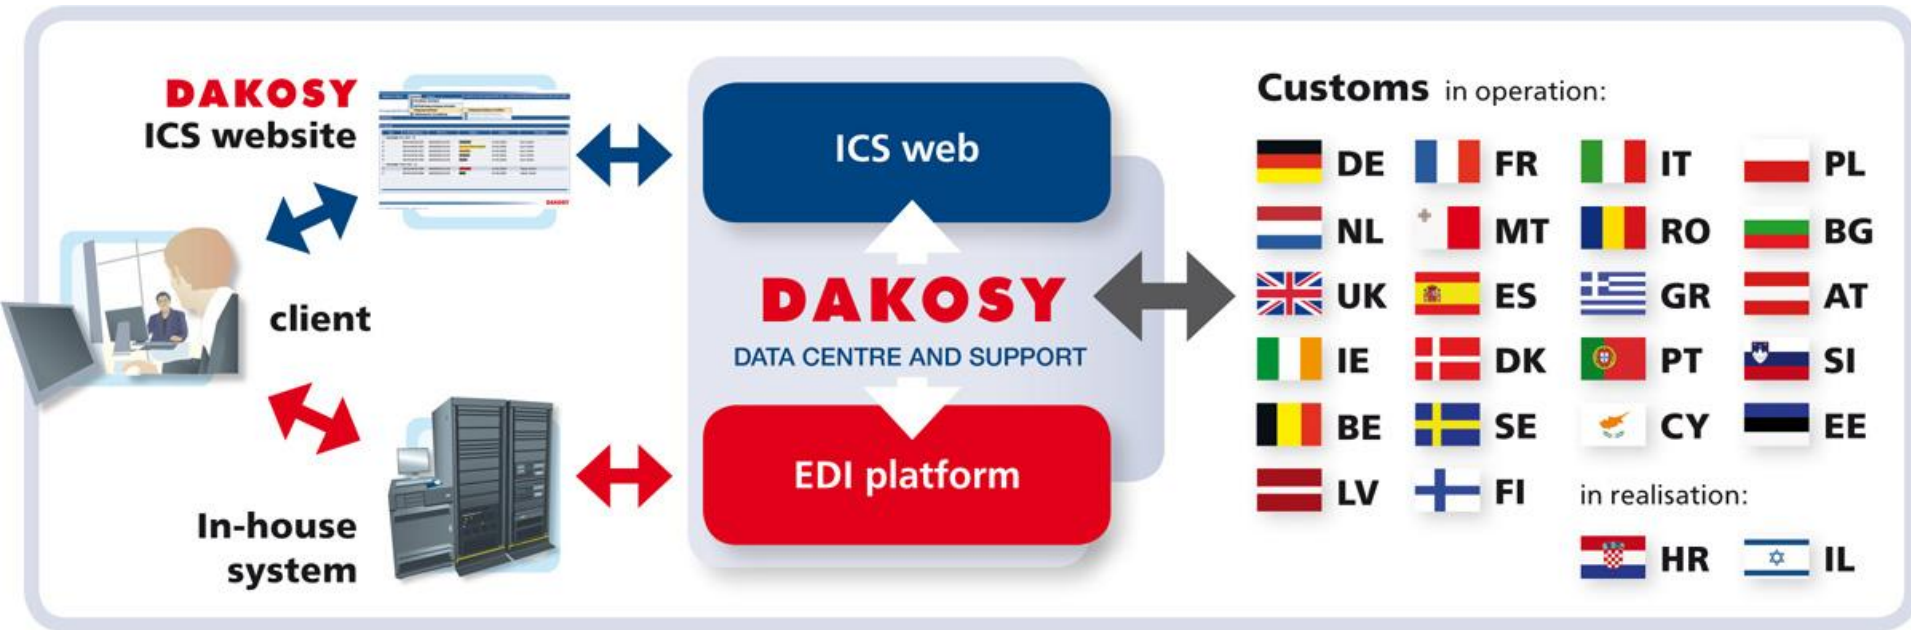 DAKOSY
ICS website
client
In-house
system
DAKOSY
ICS web
DAKOSY
DATA CENTRE AND SUPPORT
EDI platform
Customs in operation:
DE FR IT PL
NL MT RO BG
UK ES GR AT
IE DK PT SI
BE SE CY EE
LV FI
in realisation:
HR IL